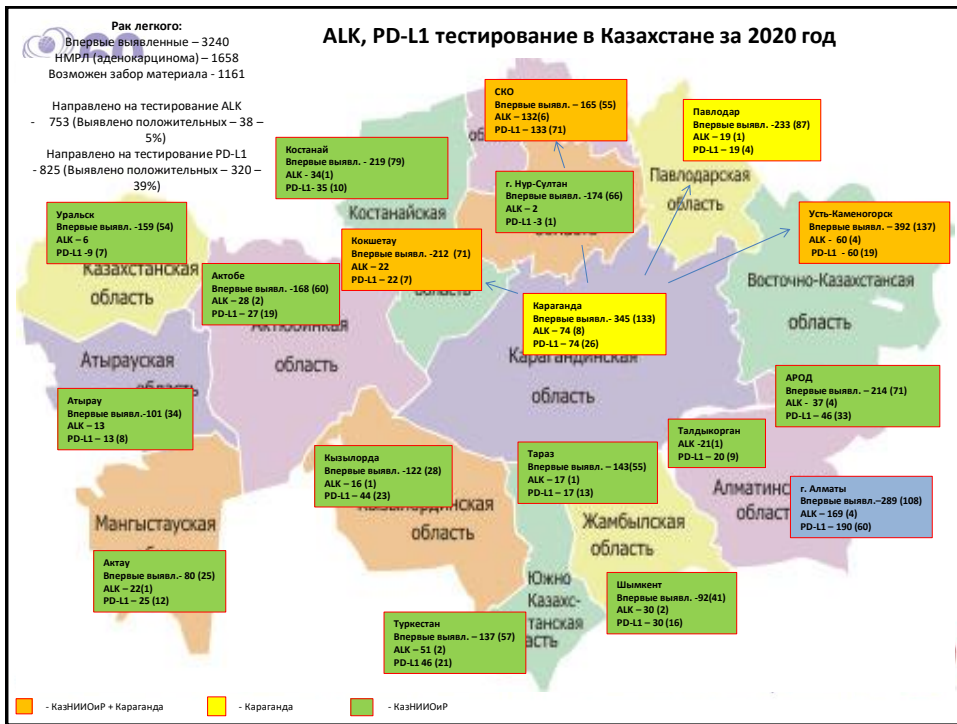 ALK, PD-L1 тестирование в Казахстане за 2020 год
Рак легкого:
Впервые выявленные – 3240
НМРЛ (аденокарцинома) – 1658
Возможен забор материала - 1161
Направлено на тестирование ALK
- 753 (Выявлено положительных – 38 –
5%)
Направлено на тестирование PD-L1
- 825 (Выявлено положительных – 320 –
39%)
СКО
Впервые выявл. – 165 (55)
ALK – 132(6)
PD-L1 – 133 (71)
Павлодар
Впервые выявл. –233 (87)
ALK – 19 (1)
PD-L1 – 19 (4)
Костанай
Впервые выявл. - 219 (79)
ALK - 34(1)
PD-L1- 35 (10)
г. Нур-Султан
Впервые выявл. -174 (66)
ALK – 2
PD-L1 -3 (1)
Уральск
Впервые выявл. -159 (54)
ALK – 6
PD-L1 -9 (7)
Кокшетау
Впервые выявл. -212 (71)
ALK – 22
PD-L1 – 22 (7)
Усть-Каменогорск
Впервые выявл. – 392 (137)
ALK - 60 (4)
PD-L1 - 60 (19)
Актобе
Впервые выявл. -168 (60)
ALK – 28 (2)
PD-L1 – 27 (19)
Караганда
Впервые выявл.- 345 (133)
ALK – 74 (8)
PD-L1 – 74 (26)
Атырау
Впервые выявл.-101 (34)
ALK – 13
PD-L1 – 13 (8)
АРОД
Впервые выявл. – 214 (71)
ALK - 37 (4)
PD-L1 – 46 (33)
Талдыкорган
ALK -21(1)
PD-L1 – 20 (9)
Кызылорда
Впервые выявл. -122 (28)
ALK – 16 (1)
PD-L1 – 44 (23)
Тараз
Впервые выявл. – 143(55)
ALK – 17 (1)
PD-L1 – 17 (13)
г. Алматы
Впервые выявл.–289 (108)
ALK – 169 (4)
PD-L1 – 190 (60)
Актау
Впервые выявл.- 80 (25)
ALK – 22(1)
PD-L1 – 25 (12)
Шымкент
Впервые выявл. -92(41)
ALK – 30 (2)
PD-L1 – 30 (16)
Туркестан
Впервые выявл. – 137 (57)
ALK – 51 (2)
PD-L1 46 (21)
Костанайская
Павлодарская
область
Казахстанская
область
Восточно-Казахстансая
область
область
Атырауская
область
Карагандинская
область
область
Мангыстауская
область
Жамбылская
область
Южно
Казахс-
танская
- КазНИИОиР + Караганда
- Караганда
- КазНИИОиР